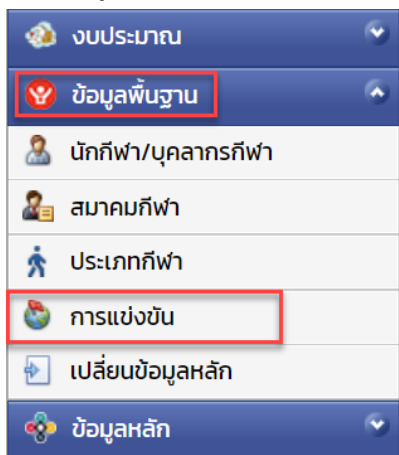 งบประมาณ
ข้อมูลพื้นฐาน
นักกีฬา/บุคลากรกีฬา
สมาคมกีฬา
ประเภทกีฬา
การแข่งขัน
เปลี่ยนข้อมูลหลัก
ข้อมูลหลัก